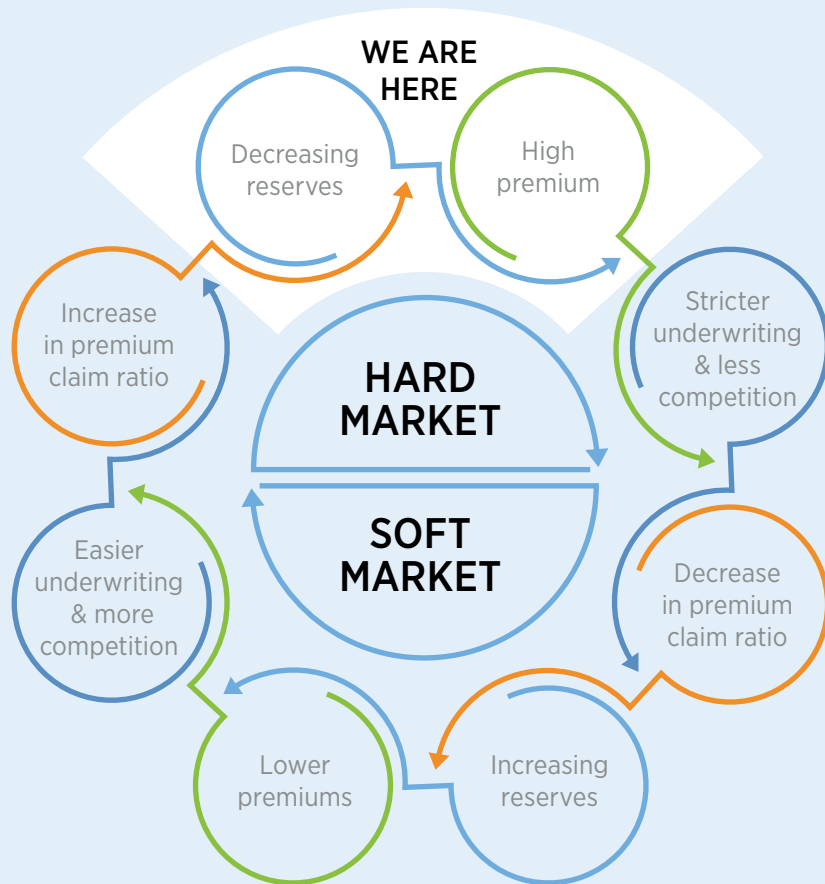 WE ARE
HERE
Decreasing
reserves
High
premium
Increase
in premium
claim ratio
Stricter
underwriting
& less
competition
HARD
MARKET
SOFT
MARKET
Easier
underwriting
& more
competition
Decrease
in premium
claim ratio
Lower
premiums
Increasing
reserves